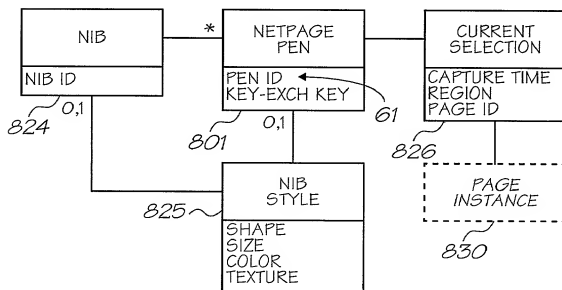 NIB
*
NETPAGE
PEN
CURRENT
SELECTION
NIB ID
PEN ID
KEY-EXCH KEY
CAPTURE TIME
REGION
PAGE ID
824
0,1
801
0,1
61
826
NIB
STYLE
825
SHAPE
SIZE
COLOR
TEXTURE
PAGE
INSTANCE
830